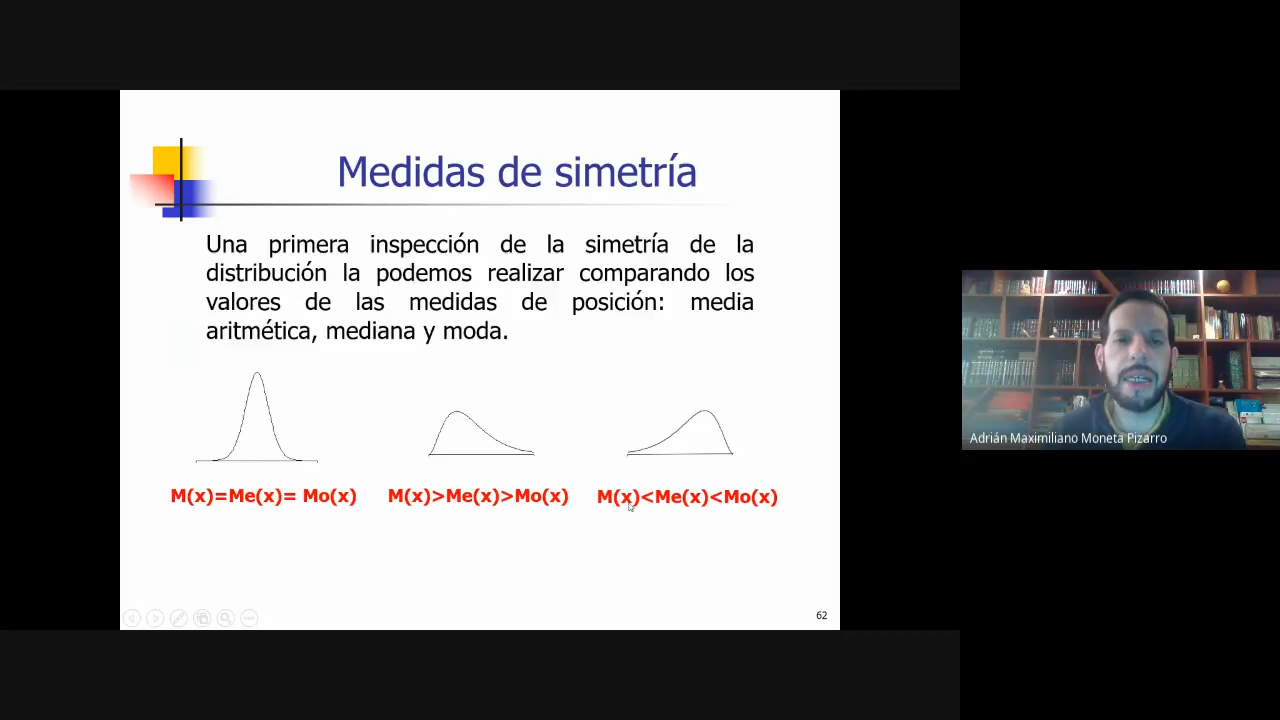 Medidas de simetría
Una primera inspección de la simetría de la
distribución la podemos realizar comparando los
valores de las medidas de posición: media
aritmética, mediana y moda.
M(x)=Me(x)= Mo(x)
M(x)>Me(x)>Mo(x)
M(x)<Me(x)<Mo(x)
62
Adrián Maximiliano Moneta Pizarro